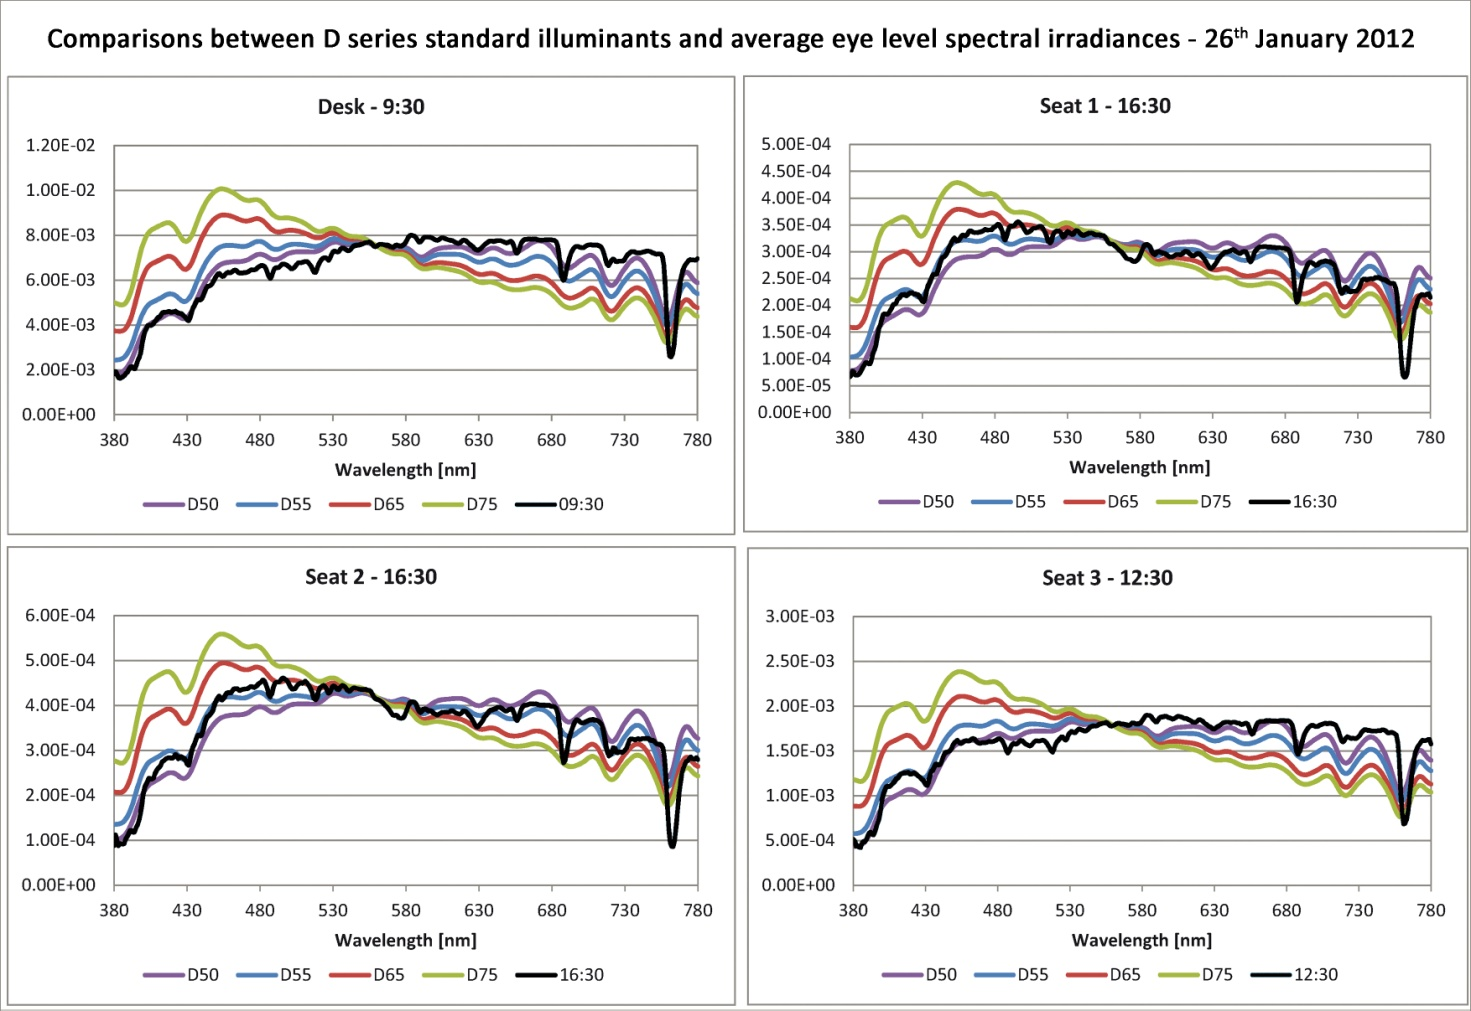 Comparisons between D series standard illuminants and average eye level spectral irradiances - 26th January 2012
Desk - 9:30
1.20E-02
1.00E-02
8.00E-03
6.00E-03
4.00E-03
2.00E-03
0.00E+00
380 430 480 530 580 630 680 730 780
Wavelength [nm]
D50 D55 D65 D75 09:30
Seat 1 - 16:30
5.00E-04
4.50E-04
4.00E-04
3.50E-04
3.00E-04
2.50E-04
2.00E-04
1.50E-04
1.00E-04
5.00E-05
0.00E+00
380 430 480 530 580 630 680 730 780
Wavelength [nm]
D50 D55 D65 D75 16:30
Seat 2 - 16:30
6.00E-04
5.00E-04
4.00E-04
3.00E-04
2.00E-04
1.00E-04
0.00E+00
380 430 480 530 580 630 680 730 780
Wavelength [nm]
D50 D55 D65 D75 16:30
Seat 3 - 12:30
3.00E-03
2.50E-03
2.00E-03
1.50E-03
1.00E-03
5.00E-04
0.00E+00
380 430 480 530 580 630 680 730 780
Wavelength [nm]
D50 D55 D65 D75 12:30